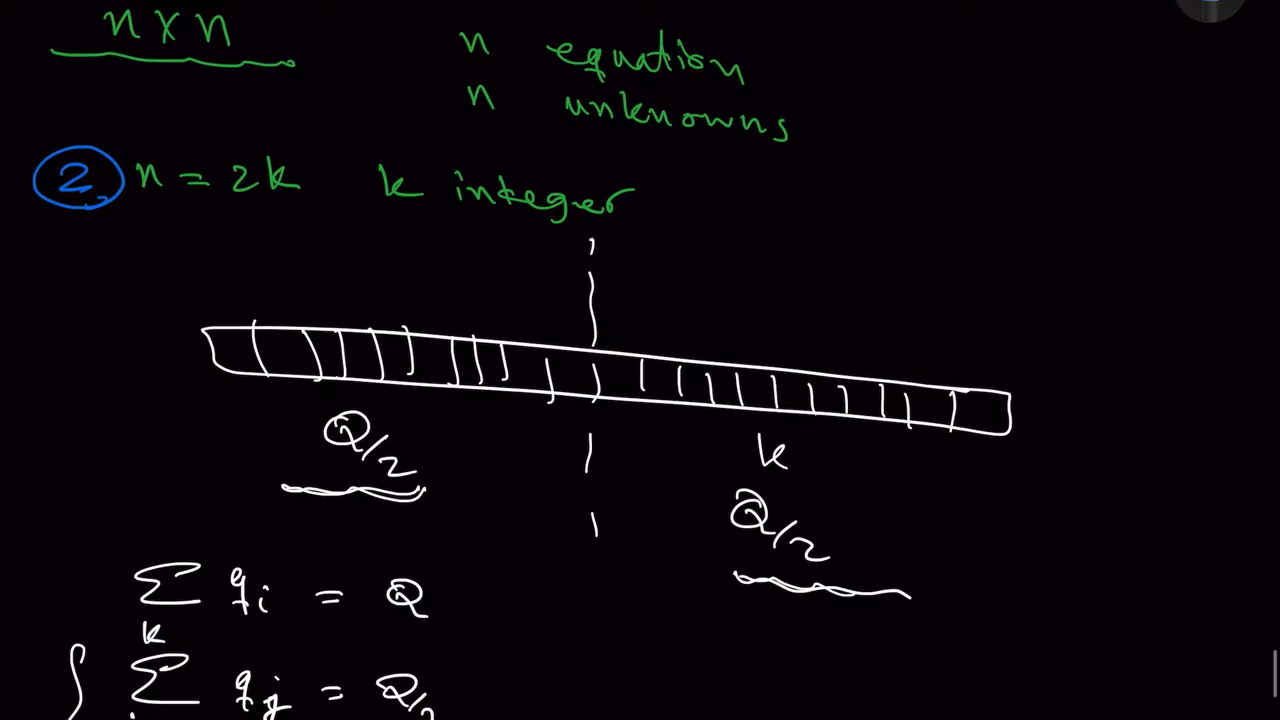 n x n
n equation
n unknowns
2 n = 2k k integer
Q/2
k
Q/2
Σ qi = Q
k
Σ qj = Q/2